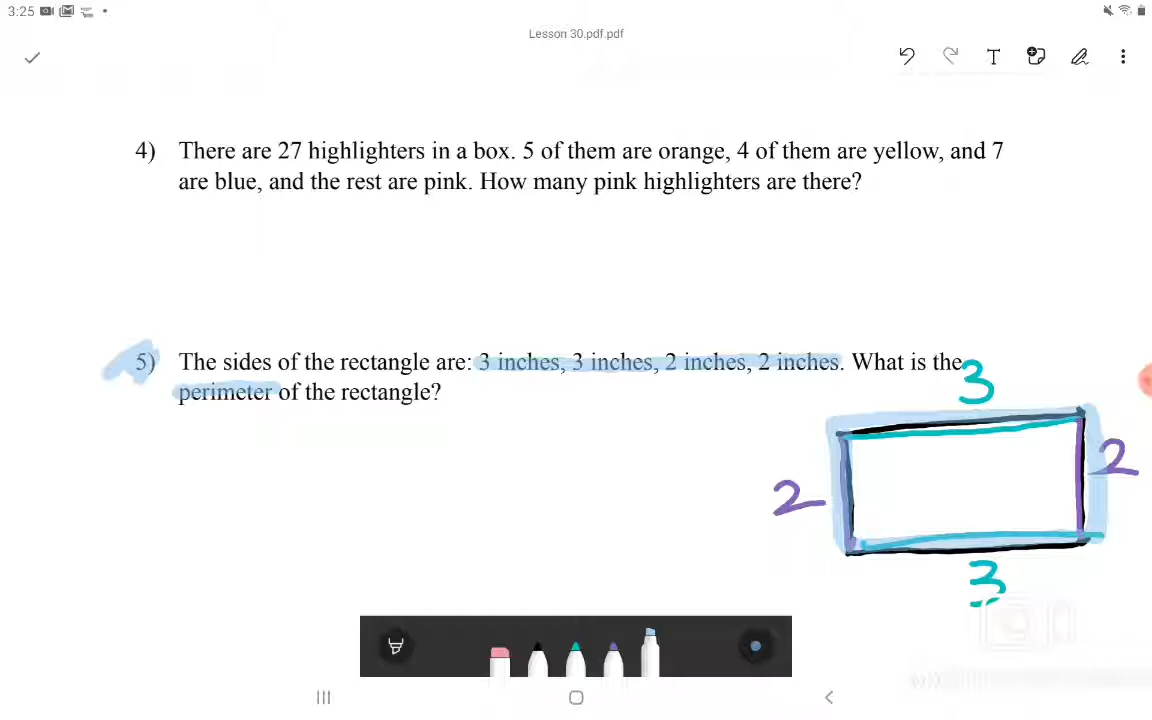 3:25
Lesson 30.pdf.pdf
T
4) There are 27 highlighters in a box. 5 of them are orange, 4 of them are yellow, and 7
are blue, and the rest are pink. How many pink highlighters are there?
5) The sides of the rectangle are: 3 inches, 3 inches, 2 inches, 2 inches. What is the
perimeter of the rectangle?
3
2
2
3